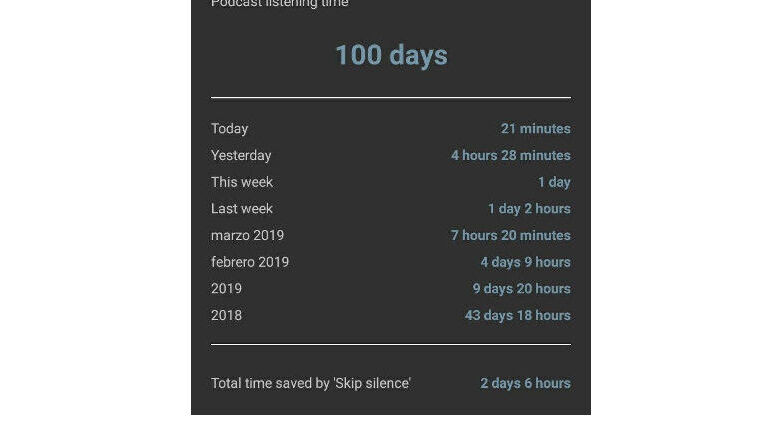 Podcast listening time
100 days
Today 21 minutes
Yesterday 4 hours 28 minutes
This week 1 day
Last week 1 day 2 hours
marzo 2019 7 hours 20 minutes
febrero 2019 4 days 9 hours
2019 9 days 20 hours
2018 43 days 18 hours
Total time saved by 'Skip silence' 2 days 6 hours